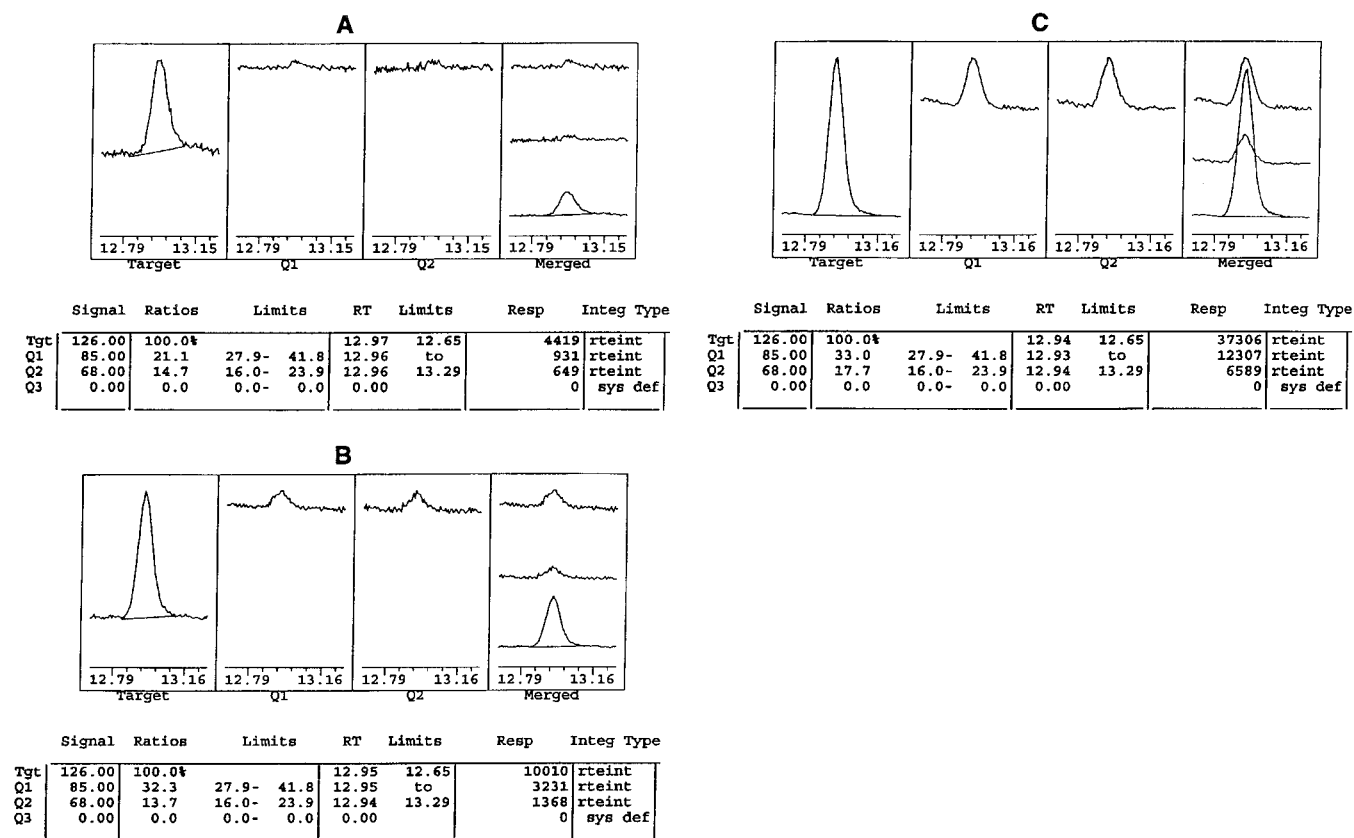 A
12.79 13.15 12.79 13.15 12.79 13.15 12.79 13.15
Target Q1 Q2 Merged
Signal Ratios Limits RT Limits Resp Integ Type
Tgt 126.00 100.0% 12.97 12.65 4419 rteint
Q1 85.00 21.1 27.9- 41.8 12.96 to 931 rteint
Q2 68.00 14.7 16.0- 23.9 12.96 13.29 649 rteint
Q3 0.00 0.0 0.0- 0.0 0.00 0 sys def
B
12.79 13.16 12.79 13.16 12.79 13.16 12.79 13.16
Target Q1 Q2 Merged
Signal Ratios Limits RT Limits Resp Integ Type
Tgt 126.00 100.0% 12.95 12.65 10010 rteint
Q1 85.00 32.3 27.9- 41.8 12.95 to 3231 rteint
Q2 68.00 13.7 16.0- 23.9 12.94 13.29 1368 rteint
Q3 0.00 0.0 0.0- 0.0 0.00 0 sys def
C
12.79 13.16 12.79 13.16 12.79 13.16 12.79 13.16
Target Q1 Q2 Merged
Signal Ratios Limits RT Limits Resp Integ Type
Tgt 126.00 100.0% 12.94 12.65 37306 rteint
Q1 85.00 33.0 27.9- 41.8 12.93 to 12307 rteint
Q2 68.00 17.7 16.0- 23.9 12.94 13.29 6589 rteint
Q3 0.00 0.0 0.0- 0.0 0.00 0 sys def